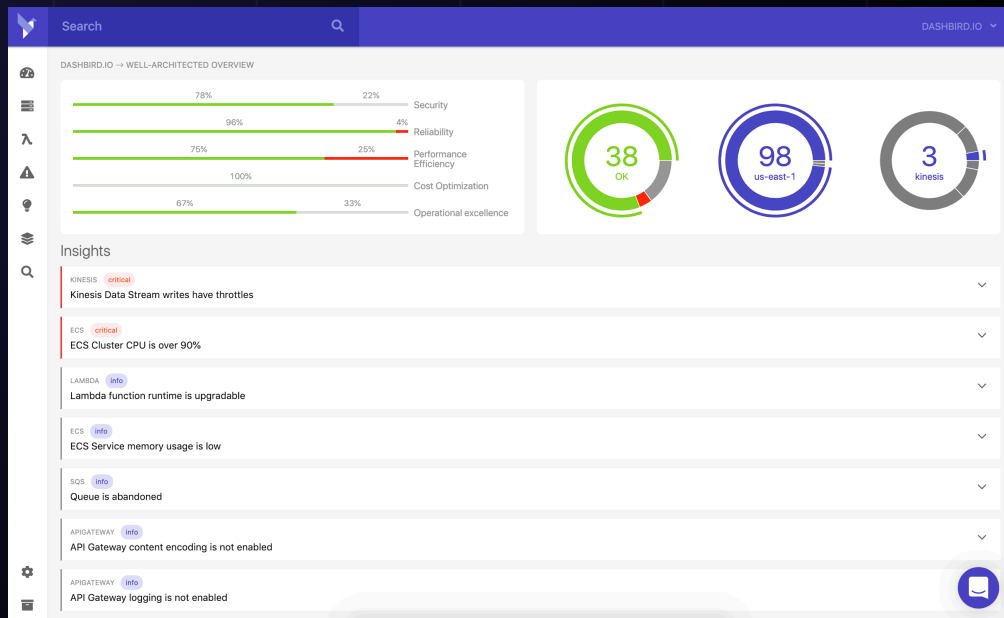 Search
DASHBIRD.IO
DASHBIRD.IO → WELL-ARCHITECTED OVERVIEW
78% 22%
Security
96% 4%
Reliability
75% 25%
Performance
Efficiency
100%
Cost Optimization
67% 33%
Operational excellence
38
OK
98
us-east-1
3
kinesis
Insights
KINESIS critical
Kinesis Data Stream writes have throttles
ECS critical
ECS Cluster CPU is over 90%
LAMBDA info
Lambda function runtime is upgradable
ECS info
ECS Service memory usage is low
SQS info
Queue is abandoned
APIGATEWAY info
API Gateway content encoding is not enabled
APIGATEWAY info
API Gateway logging is not enabled